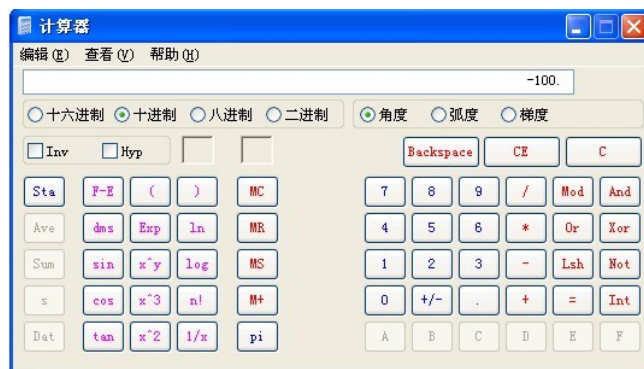 计算器
编辑(E) 查看(V) 帮助(H)
-100.
十六进制 十进制 八进制 二进制 角度 弧度 梯度
Inv Hyp Backspace CE C
Sta F-E ( ) MC 7 8 9 / Mod And
Ave dms Exp ln MR 4 5 6 * Or Xor
Sum sin x^y log MS 1 2 3 - Lsh Not
s cos x^3 n! M+ 0 +/- . + = Int
Dat tan x^2 1/x pi A B C D E F